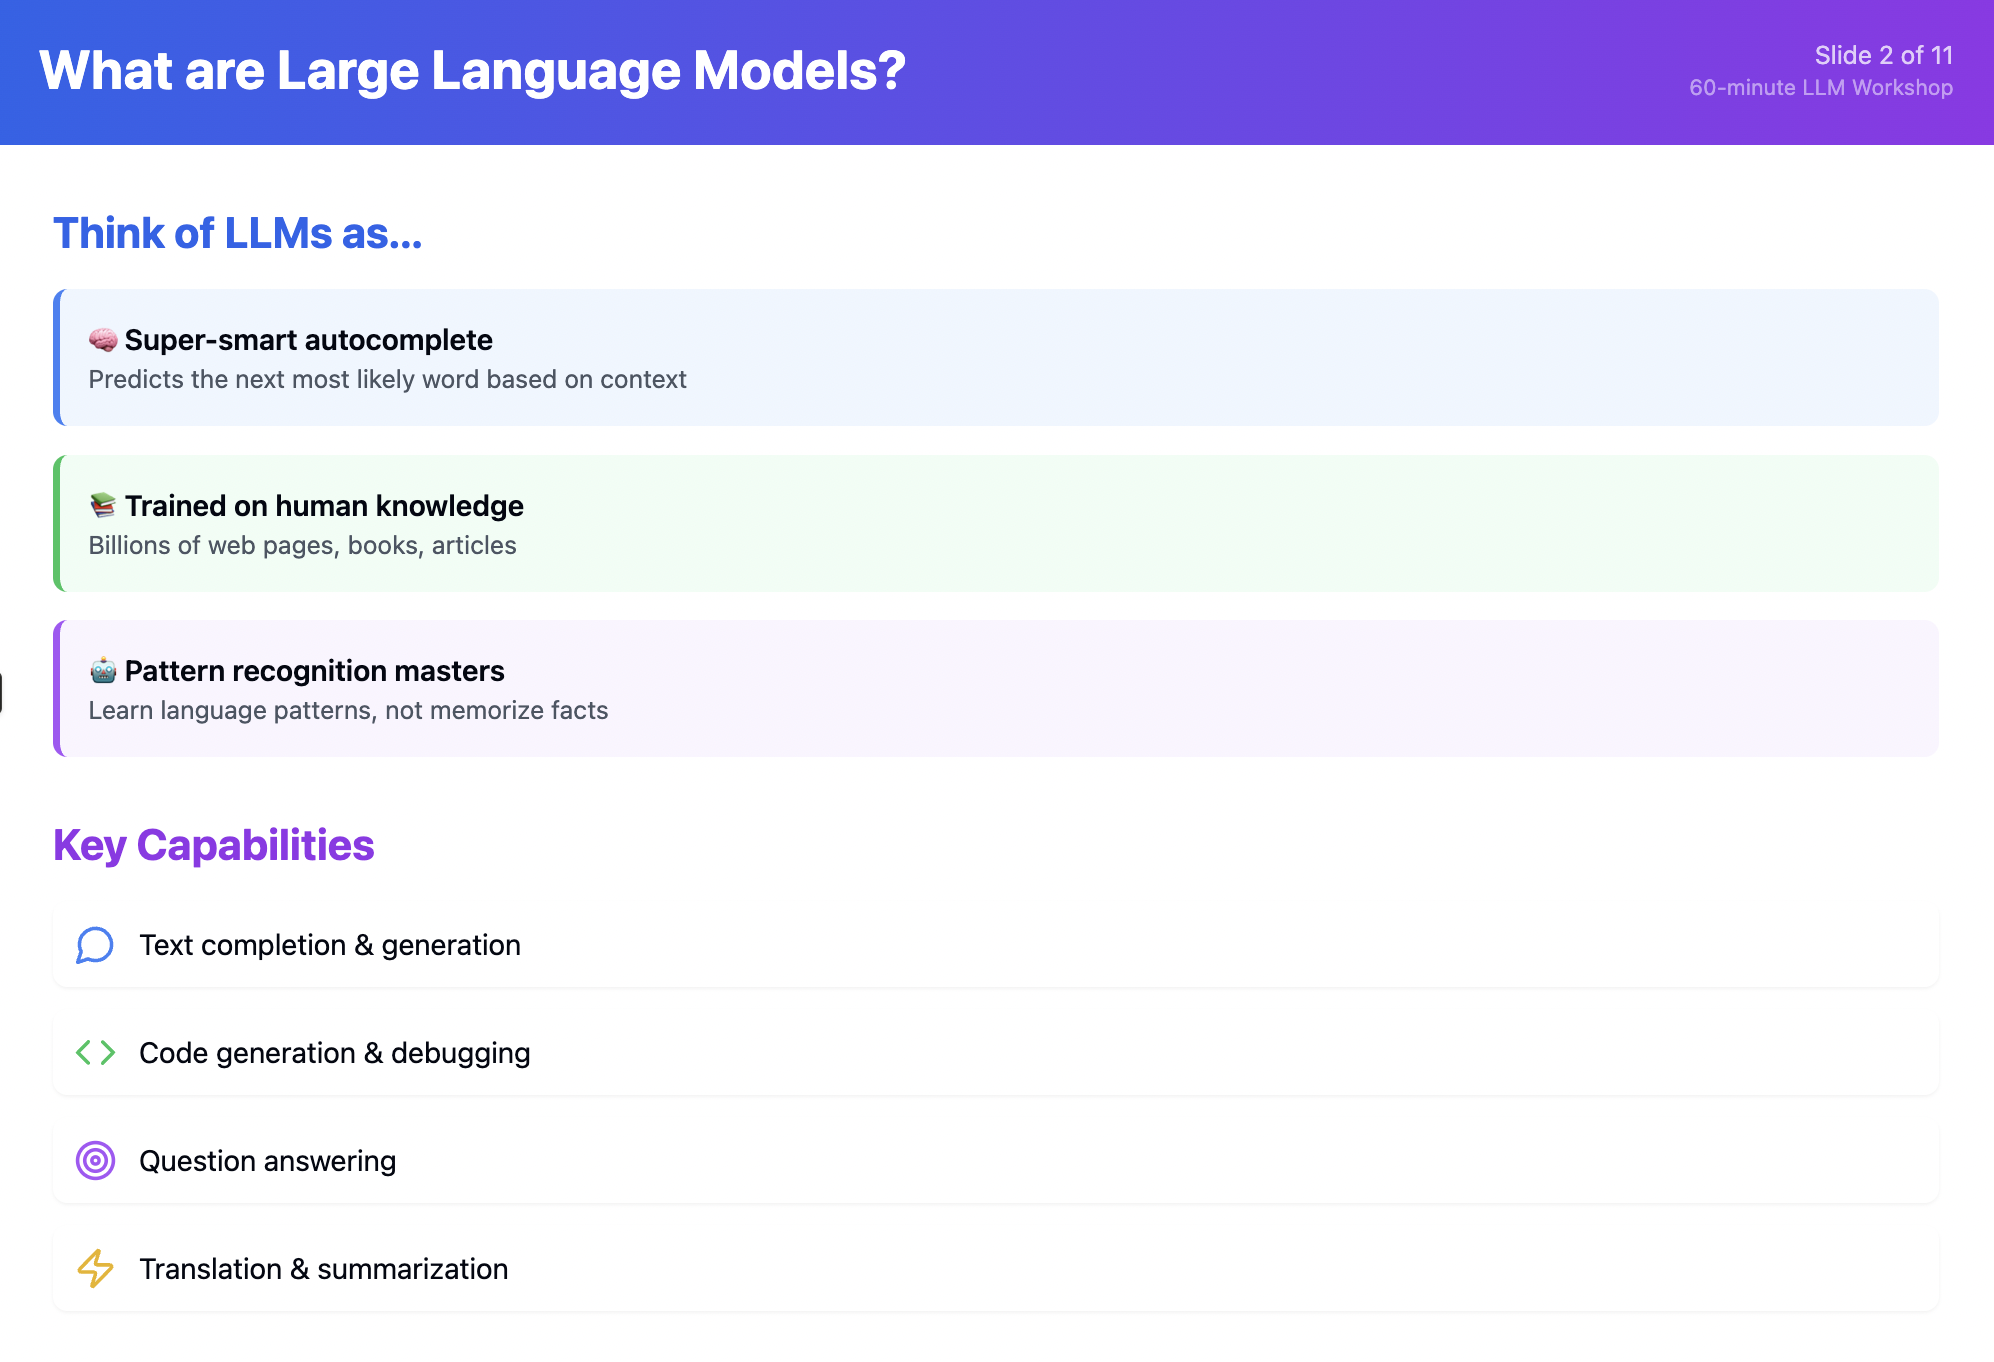 What are Large Language Models?
Slide 2 of 11
60-minute LLM Workshop
Think of LLMs as...
🧠 Super-smart autocomplete
Predicts the next most likely word based on context
📚 Trained on human knowledge
Billions of web pages, books, articles
🤖 Pattern recognition masters
Learn language patterns, not memorize facts
Key Capabilities
Text completion & generation
Code generation & debugging
Question answering
Translation & summarization